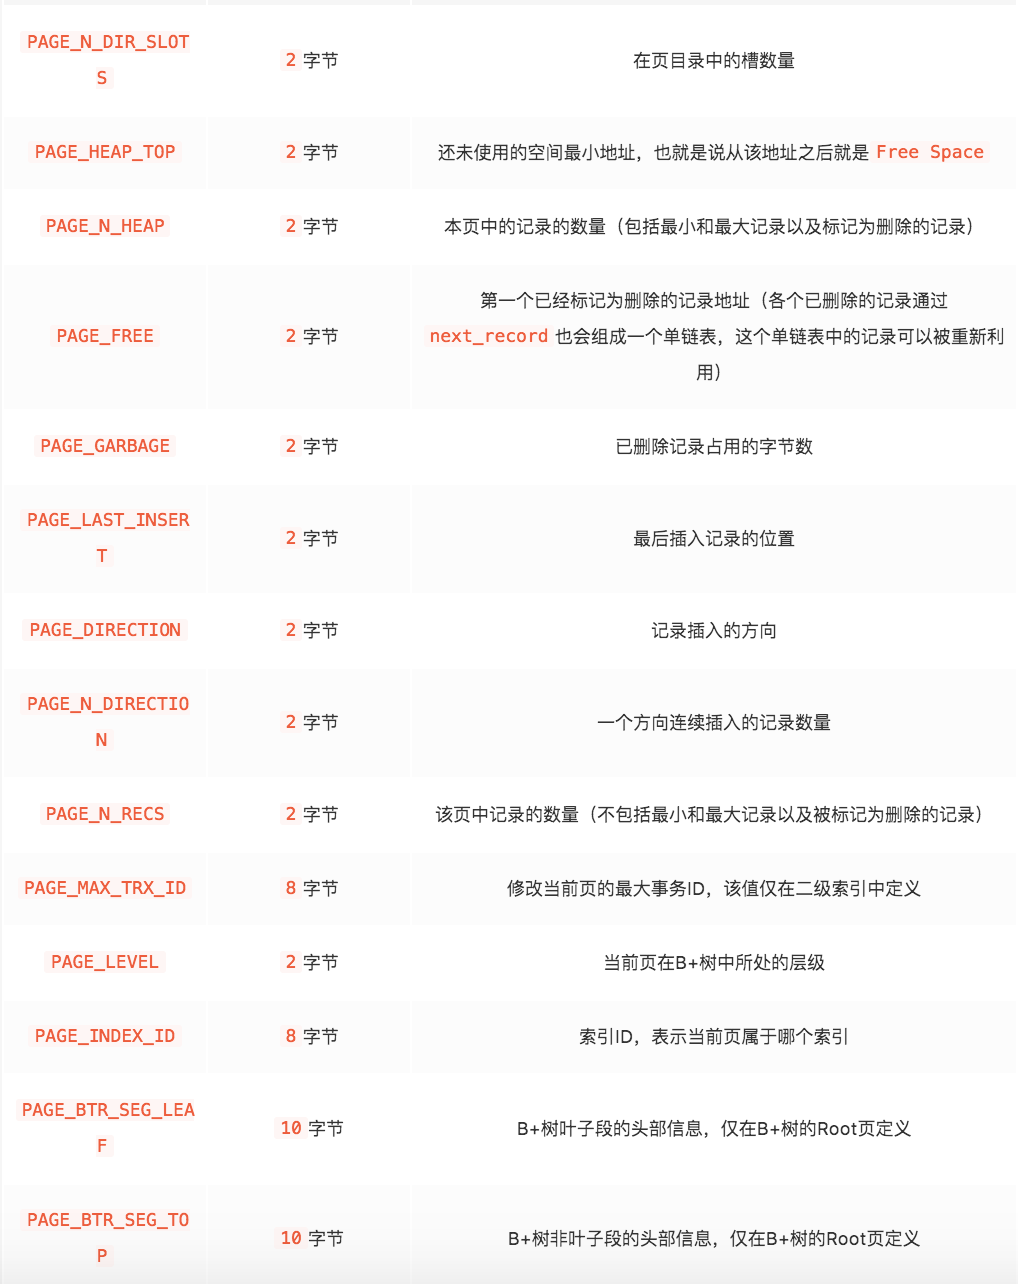 PAGE_N_DIR_SLOT
S
2 字节
在页目录中的槽数量
PAGE_HEAP_TOP
2 字节
还未使用的空间最小地址，也就是说从该地址之后就是 Free Space
PAGE_N_HEAP
2 字节
本页中的记录的数量（包括最小和最大记录以及标记为删除的记录）
PAGE_FREE
2 字节
第一个已经标记为删除的记录地址（各个已删除的记录通过
next_record 也会组成一个单链表，这个单链表中的记录可以被重新利
用）
PAGE_GARBAGE
2 字节
已删除记录占用的字节数
PAGE_LAST_INSER
T
2 字节
最后插入记录的位置
PAGE_DIRECTION
2 字节
记录插入的方向
PAGE_N_DIRECTIO
N
2 字节
一个方向连续插入的记录数量
PAGE_N_RECS
2 字节
该页中记录的数量（不包括最小和最大记录以及被标记为删除的记录）
PAGE_MAX_TRX_ID
8 字节
修改当前页的最大事务ID，该值仅在二级索引中定义
PAGE_LEVEL
2 字节
当前页在B+树中所处的层级
PAGE_INDEX_ID
8 字节
索引ID，表示当前页属于哪个索引
PAGE_BTR_SEG_LEA
F
10 字节
B+树叶子段的头部信息，仅在B+树的Root页定义
PAGE_BTR_SEG_TO
P
10 字节
B+树非叶子段的头部信息，仅在B+树的Root页定义